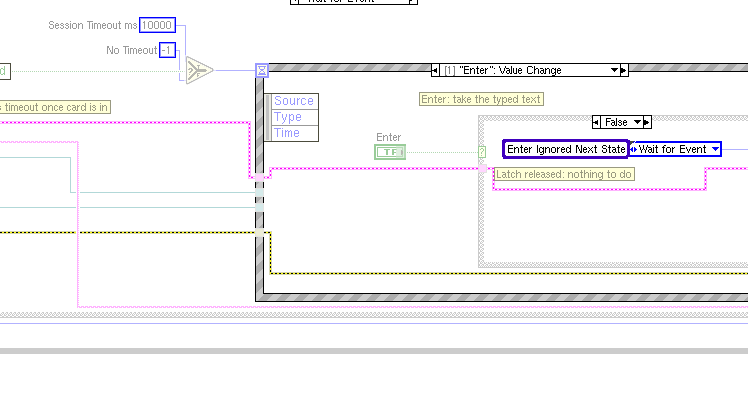 Wait for Event
Session Timeout ms 10000
No Timeout -1
[1] "Enter": Value Change
Source
Type
Time
Enter: take the typed text
s timeout once card is in
False
Enter
TF
Enter Ignored Next State
Wait for Event
Latch released: nothing to do